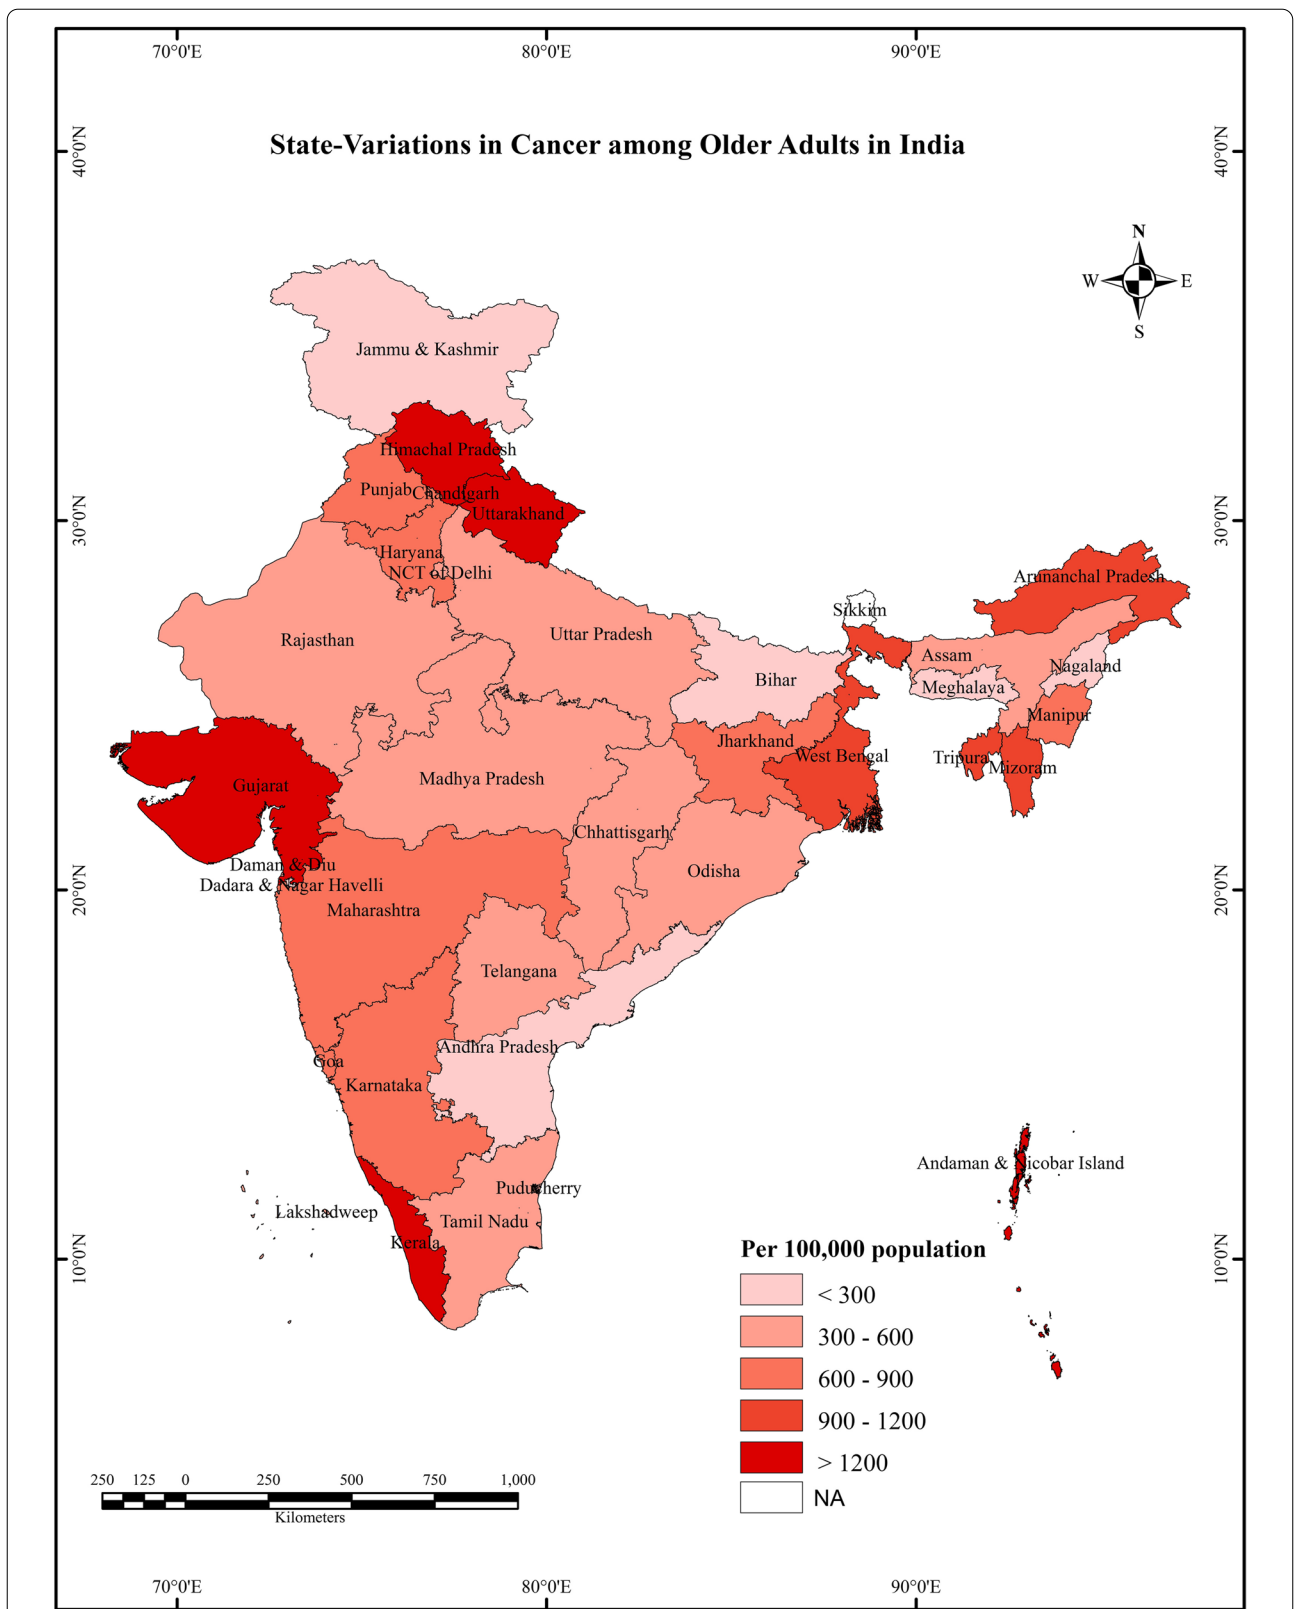 70°0'E 80°0'E 90°0'E
40°0'N 40°0'N
State-Variations in Cancer among Older Adults in India
N
W E
S
Jammu & Kashmir
Himachal Pradesh
Punjab Chandigarh
Uttarakhand
30°0'N 30°0'N
Haryana
NCT of Delhi
Arunanchal Pradesh
Sikkim
Rajasthan
Uttar Pradesh
Assam
Nagaland
Bihar
Meghalaya
Manipur
Jharkhand
West Bengal
Tripura
Mizoram
Gujarat
Madhya Pradesh
Chhattisgarh
Daman & Diu
Odisha
Dadara & Nagar Havelli
20°0'N 20°0'N
Maharashtra
Telangana
Andhra Pradesh
Goa
Karnataka
Andaman & Nicobar Island
Puducherry
Lakshadweep
Tamil Nadu
Kerala
10°0'N 10°0'N
Per 100,000 population
< 300
300 - 600
600 - 900
900 - 1200
> 1200
NA
250 125 0 250 500 750 1,000
Kilometers
70°0'E 80°0'E 90°0'E